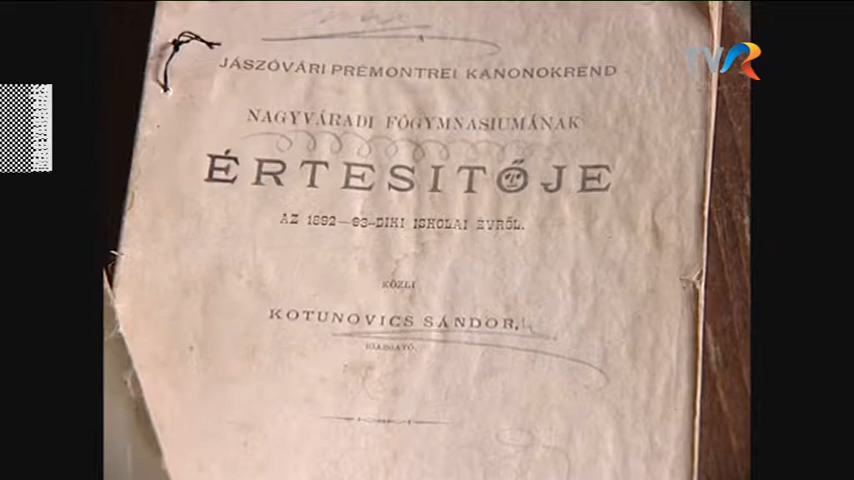 A
JÁSZÓVÁRI PRÉMONTREI KANONOKREND
NAGYVÁRADI FŐGYMNASIUMÁNAK
ÉRTESITŐJE
AZ 1892—93-DIKI ISKOLAI ÉVRŐL.
KÖZLI
KOTUNOVICS SÁNDOR,
IGAZGATÓ.
TVR